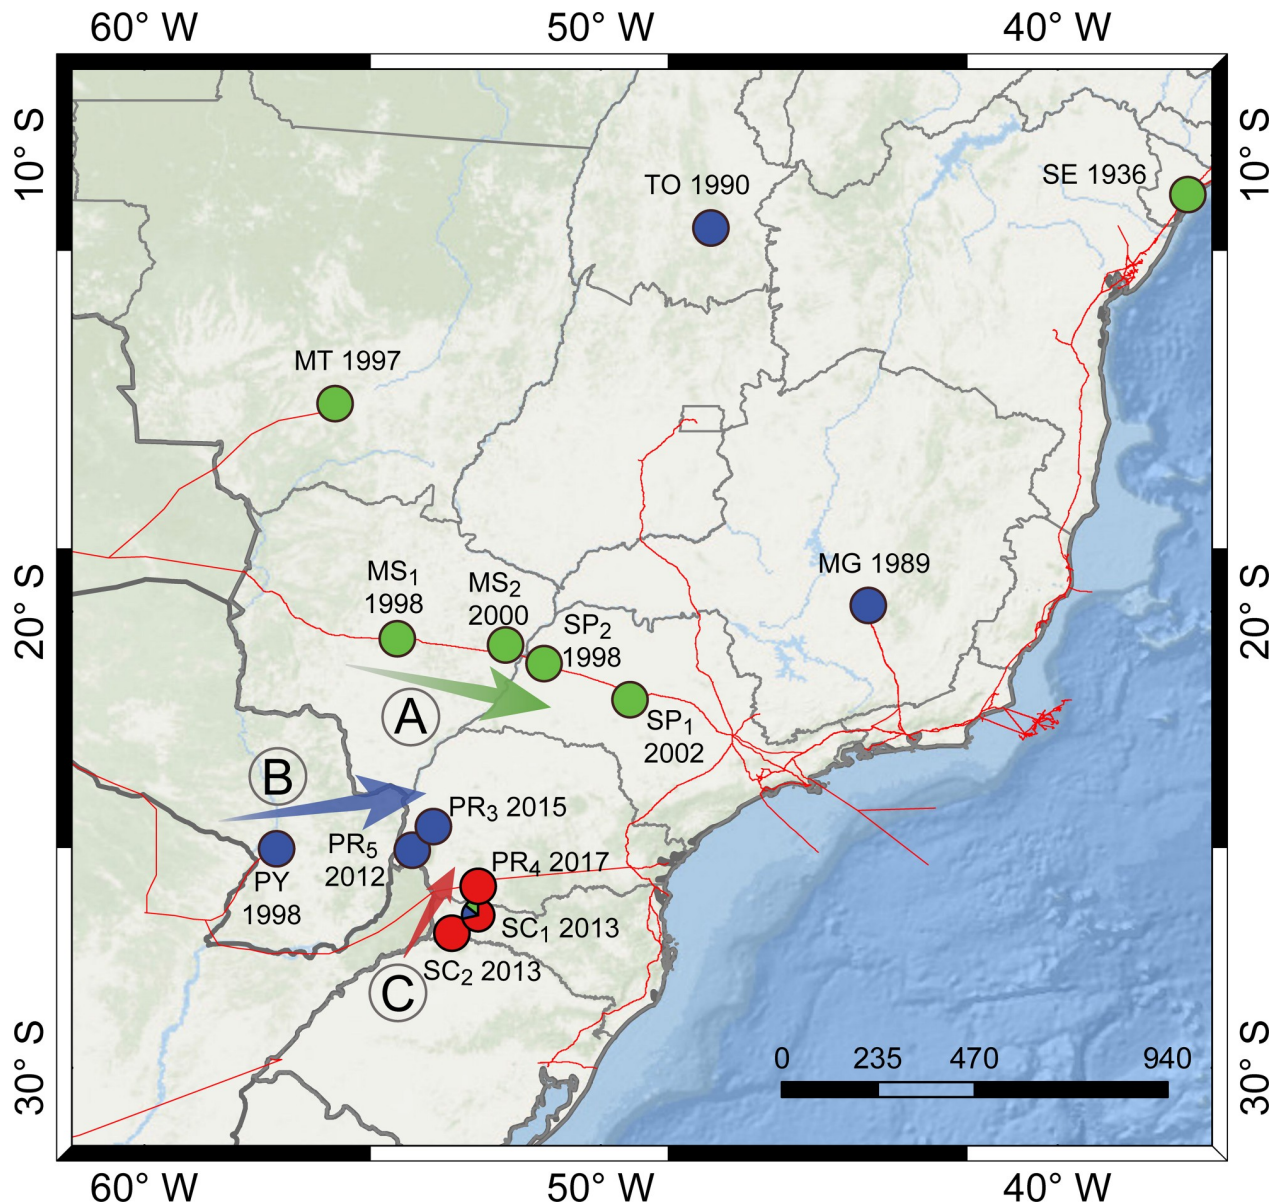 60° W 50° W 40° W
10° S 10° S
TO 1990
SE 1936
MT 1997
MG 1989
20° S 20° S
MS1
1998
MS2
2000
SP2
1998
SP1
2002
A
B
PR3 2015
PR5
2012
PY
1998
PR4 2017
SC1 2013
SC2 2013
C
30° S 30° S
0 235 470 940
60° W 50° W 40° W